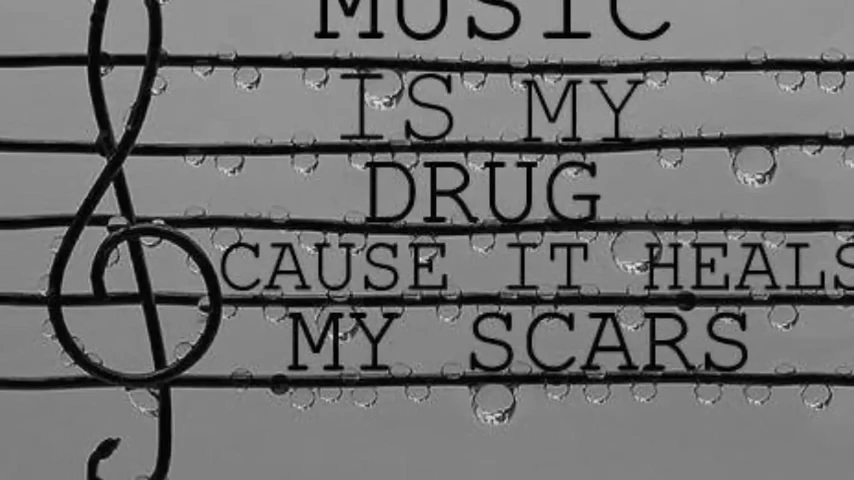 MUSIC
IS MY
DRUG
CAUSE IT HEALS
MY SCARS